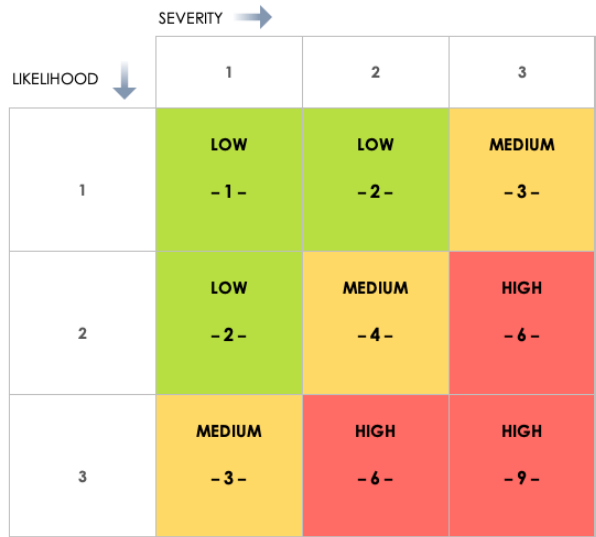 SEVERITY
LIKELIHOOD
1 2 3
1
LOW LOW MEDIUM
– 1 – – 2 – – 3 –
2
LOW MEDIUM HIGH
– 2 – – 4 – – 6 –
3
MEDIUM HIGH HIGH
– 3 – – 6 – – 9 –